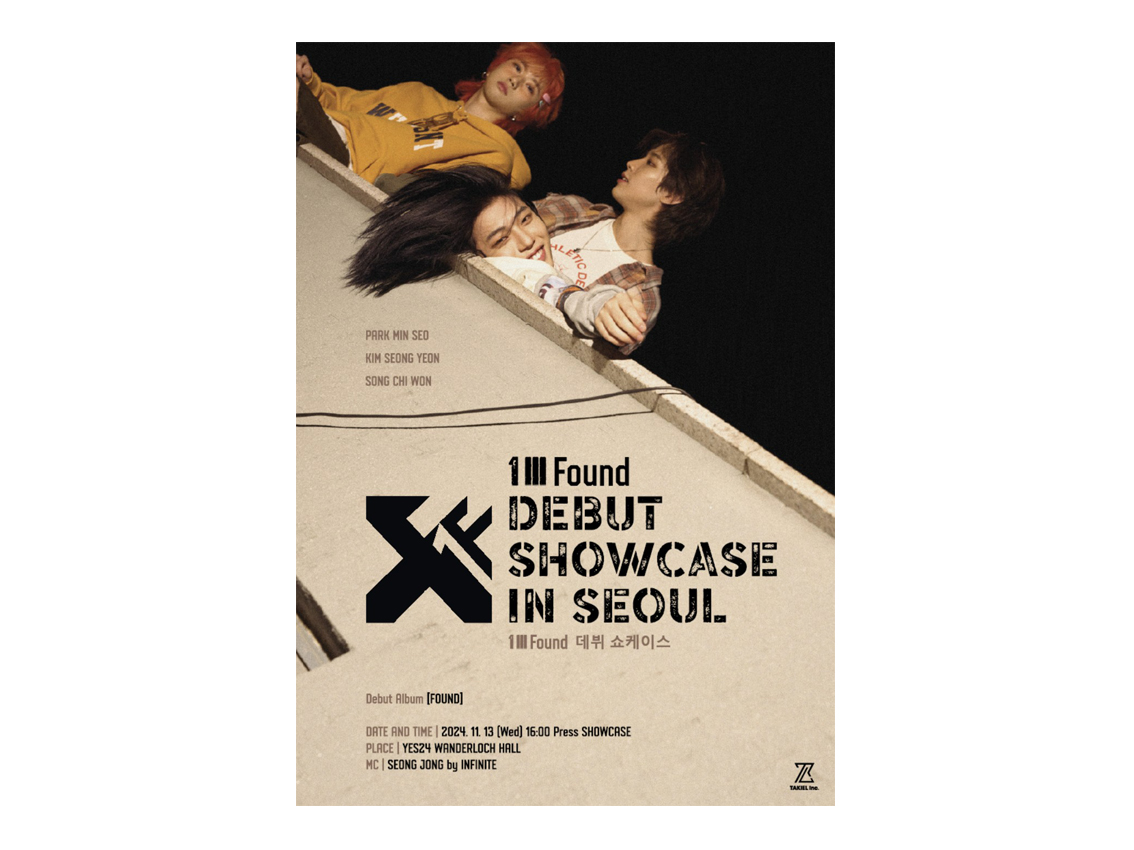 PARK MIN SEO
KIM SEONG YEON
SONG CHI WON
1III Found
DEBUT
SHOWCASE
IN SEOUL
1III Found 데뷔 쇼케이스
Debut Album [FOUND]
DATE AND TIME | 2024. 11. 13 (Wed) 16:00 Press SHOWCASE
PLACE | YES24 WANDERLOCH HALL
MC | SEONG JONG by INFINITE
TAKIEL Inc.